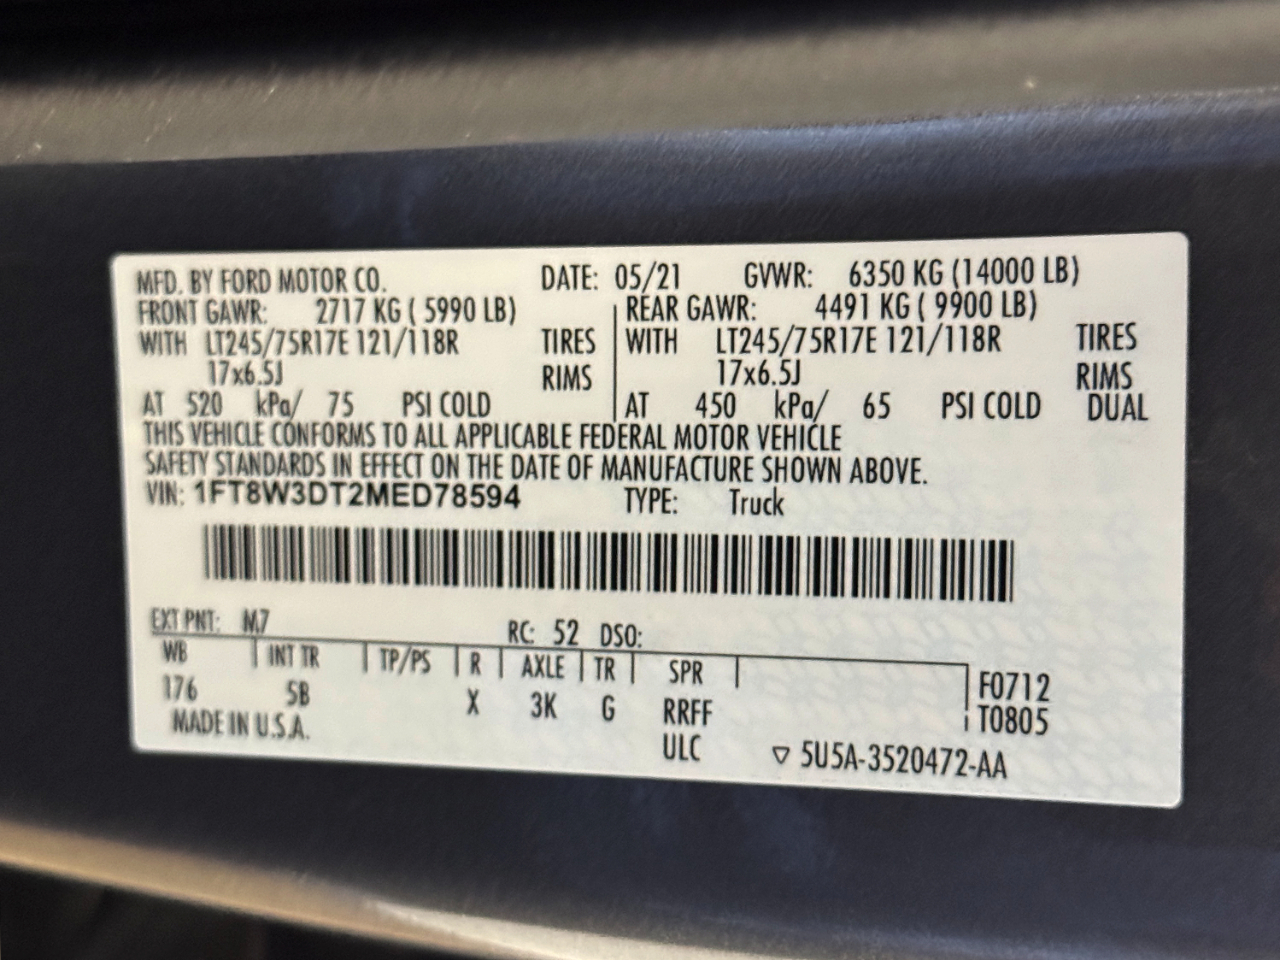 MFD. BY FORD MOTOR CO. DATE: 05/21 GVWR: 6350 KG (14000 LB)
FRONT GAWR: 2717 KG ( 5990 LB) REAR GAWR: 4491 KG ( 9900 LB)
WITH LT245/75R17E 121/118R TIRES WITH LT245/75R17E 121/118R TIRES
17x6.5J RIMS 17x6.5J RIMS
AT 520 kPa/ 75 PSI COLD AT 450 kPa/ 65 PSI COLD DUAL
THIS VEHICLE CONFORMS TO ALL APPLICABLE FEDERAL MOTOR VEHICLE
SAFETY STANDARDS IN EFFECT ON THE DATE OF MANUFACTURE SHOWN ABOVE.
VIN: 1FT8W3DT2MED78594 TYPE: Truck
EXT PNT: M7 RC: 52 DSO:
WB INT TR TP/PS R AXLE TR SPR F0712
176 5B X 3K G RRFF T0805
MADE IN U.S.A. ULC ▽ 5U5A-3520472-AA